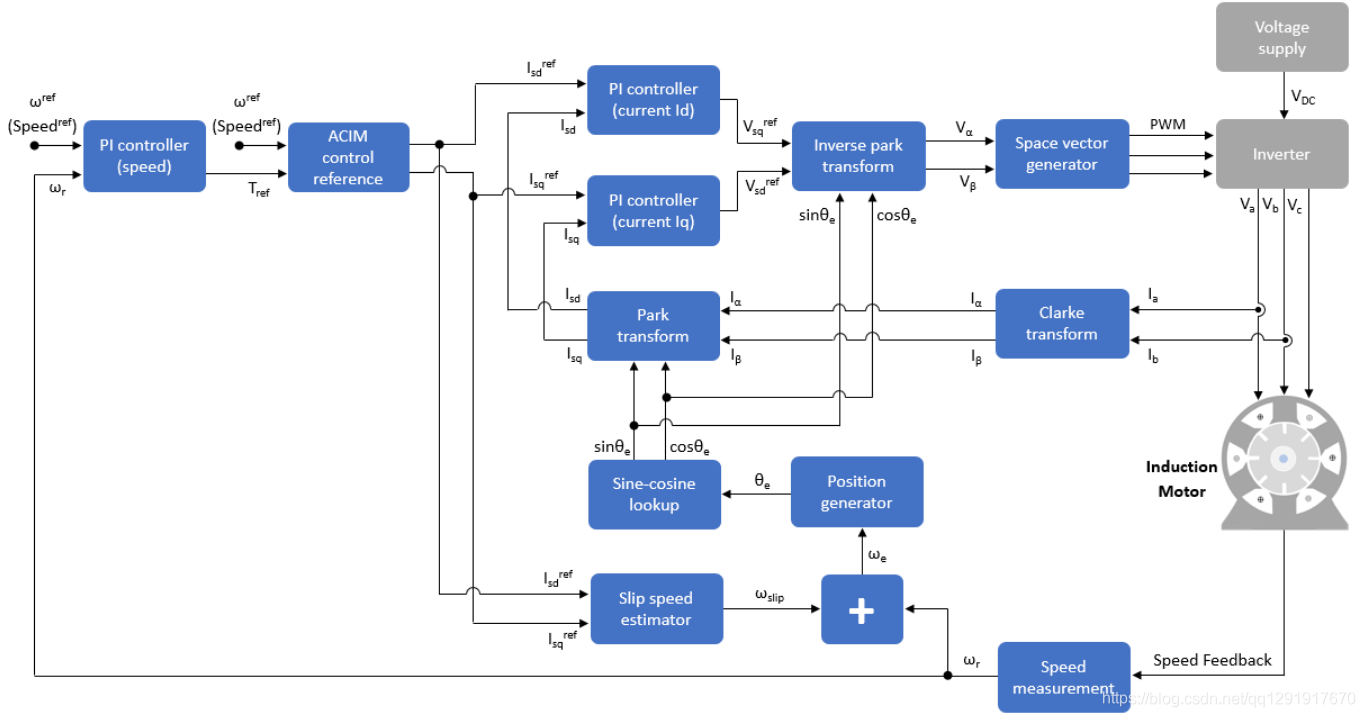 Voltage
supply
V_DC
ω^ref
(Speed^ref)
ω_r
PI controller
(speed)
T_ref
ω^ref
(Speed^ref)
ACIM
control
reference
I_sd^ref
I_sd
PI controller
(current Id)
V_sq^ref
I_sq^ref
I_sq
PI controller
(current Iq)
V_sd^ref
Inverse park
transform
sinθ_e
cosθ_e
V_α
V_β
Space vector
generator
PWM
Inverter
V_a V_b V_c
I_sd
I_sq
Park
transform
I_α
I_β
I_α
I_β
Clarke
transform
I_a
I_b
sinθ_e
cosθ_e
Sine-cosine
lookup
θ_e
Position
generator
Induction
Motor
ω_e
I_sd^ref
I_sq^ref
Slip speed
estimator
ω_slip
+
ω_r
Speed
measurement
Speed Feedback
https://blog.csdn.net/qq1291917670